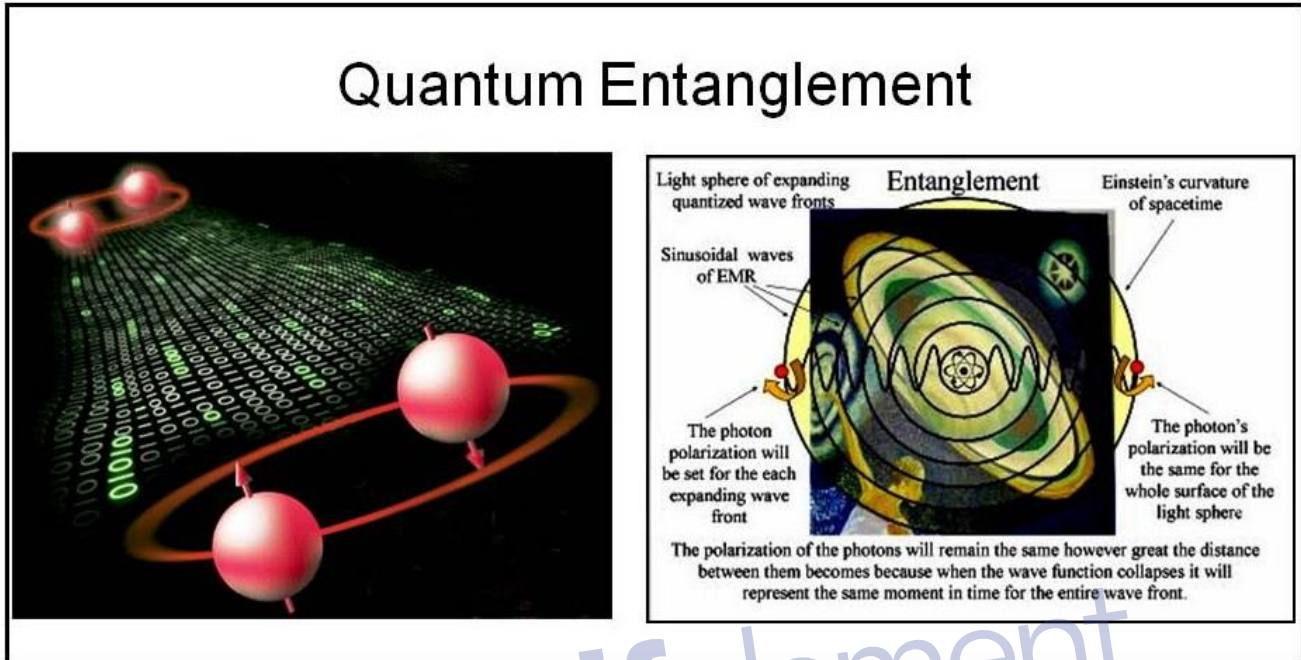 Quantum Entanglement
Light sphere of expanding
quantized wave fronts
Entanglement
Einstein's curvature
of spacetime
Sinusoidal waves
of EMR
The photon
polarization will
be set for the each
expanding wave
front
The photon's
polarization will be
the same for the
whole surface of the
light sphere
The polarization of the photons will remain the same however great the distance
between them becomes because when the wave function collapses it will
represent the same moment in time for the entire wave front.